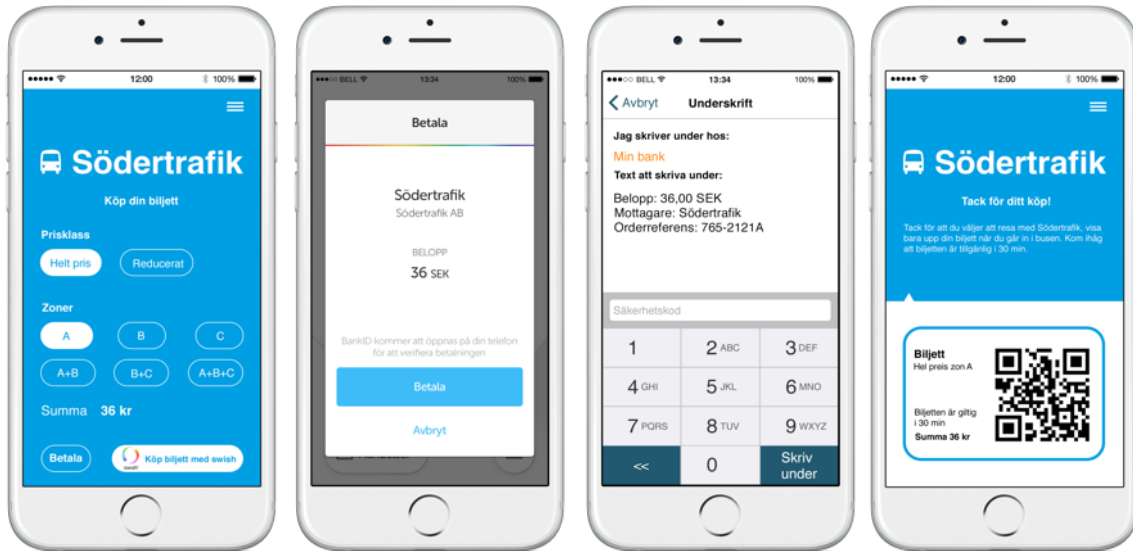 12:00
100%
Södertrafik
Köp din biljett
Prisklass
Helt pris
Reducerat
Zoner
A
B
C
A+B
B+C
A+B+C
Summa 36 kr
Betala
swish
Köp biljett med swish
BELL
13:34
100%
Betala
Södertrafik
Södertrafik AB
BELOPP
36 SEK
BankID kommer att öppnas på din telefon
för att verifiera betalningen
Betala
Avbryt
BELL
13:34
100%
Avbryt
Underskrift
Jag skriver under hos:
Min bank
Text att skriva under:
Belopp: 36,00 SEK
Mottagare: Södertrafik
Orderreferens: 765-2121A
Säkerhetskod
1
2 ABC
3 DEF
4 GHI
5 JKL
6 MNO
7 PQRS
8 TUV
9 WXYZ
<<
0
Skriv
under
12:00
100%
Södertrafik
Tack för ditt köp!
Tack för att du väljer att resa med Södertrafik, visa
bara upp din biljett när du går in i busen. Kom ihåg
att biljetten är tillgänlig i 30 min.
Biljett
Hel preis zon A
Biljetten är giltig
i 30 min
Summa 36 kr